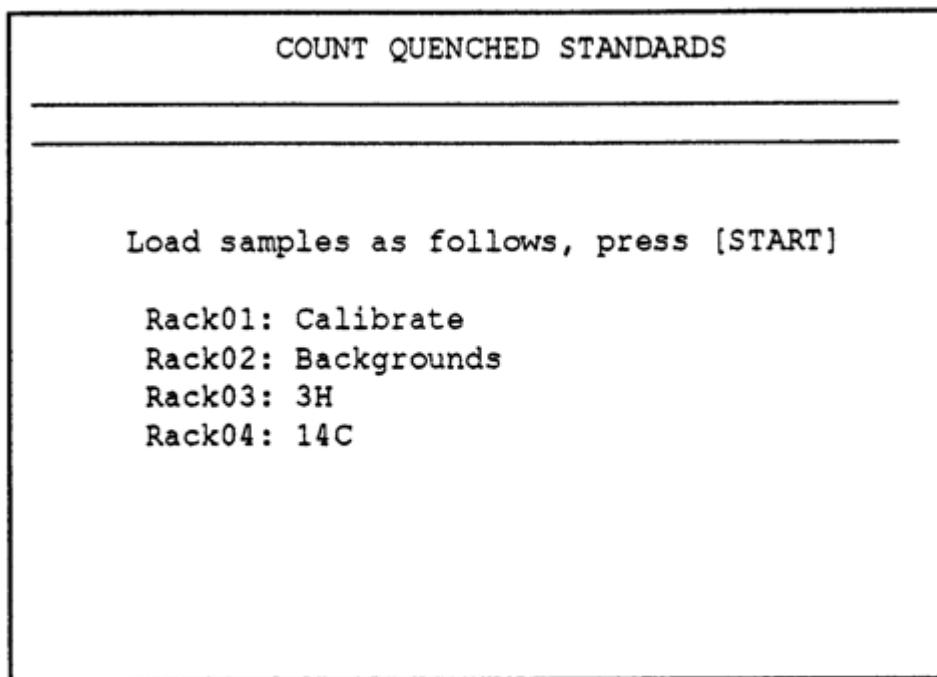 COUNT QUENCHED STANDARDS
Load samples as follows, press [START]
Rack01: Calibrate
Rack02: Backgrounds
Rack03: 3H
Rack04: 14C